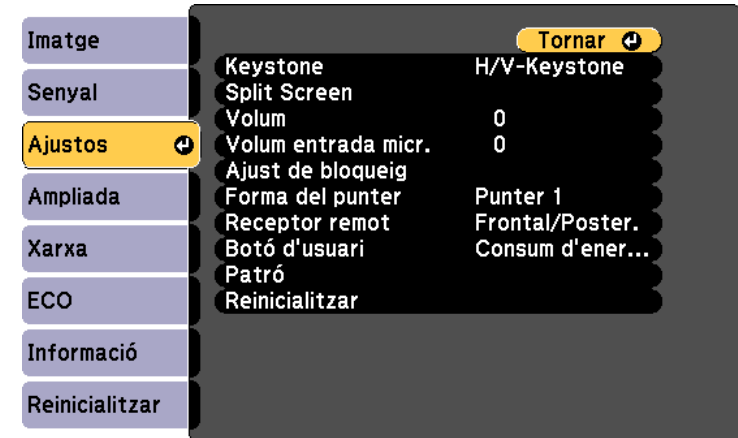 Imatge
Senyal
Ajustos
Ampliada
Xarxa
ECO
Informació
Reinicialitzar
Tornar
Keystone H/V-Keystone
Split Screen
Volum 0
Volum entrada micr. 0
Ajust de bloqueig
Forma del punter Punter 1
Receptor remot Frontal/Poster.
Botó d'usuari Consum d'ener...
Patró
Reinicialitzar